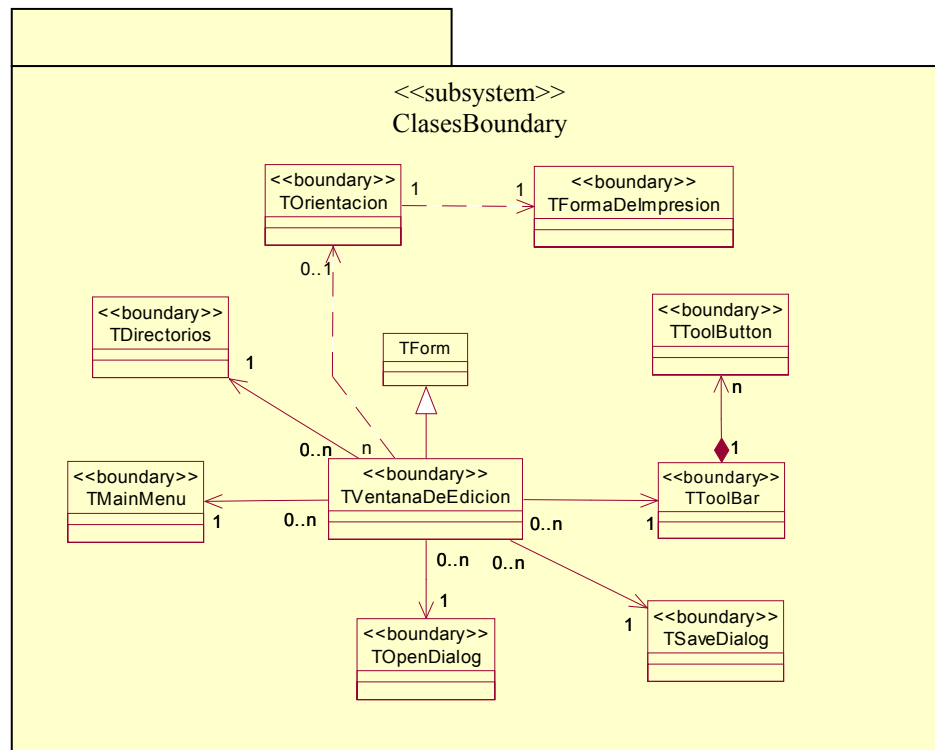 <<subsystem>>
ClasesBoundary
<<boundary>>
TOrientacion
1
1
<<boundary>>
TFormaDeImpresion
0..1
<<boundary>>
TDirectorios
1
TForm
<<boundary>>
TToolButton
n
0..n
n
1
<<boundary>>
TMainMenu
1
0..n
<<boundary>>
TVentanaDeEdicion
0..n
1
<<boundary>>
TToolBar
0..n
0..n
1
1
<<boundary>>
TOpenDialog
<<boundary>>
TSaveDialog